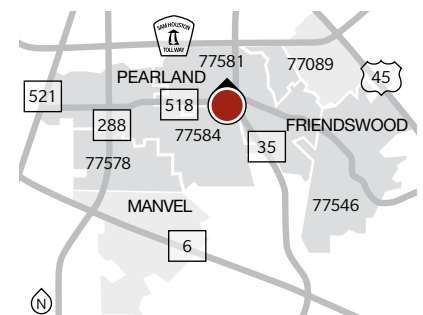 SAM HOUSTON
TOLLWAY
77581
77089
PEARLAND
45
521
518
288
FRIENDSWOOD
77584
35
77578
MANVEL
77546
6
N